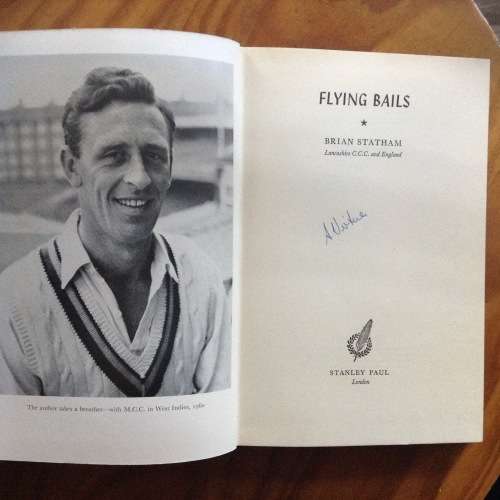 The author takes a breather—with M.C.C. in West Indies, 1960
FLYING BAILS
★
BRIAN STATHAM
Lancashire C.C.C. and England
A Virtue
STANLEY PAUL
London